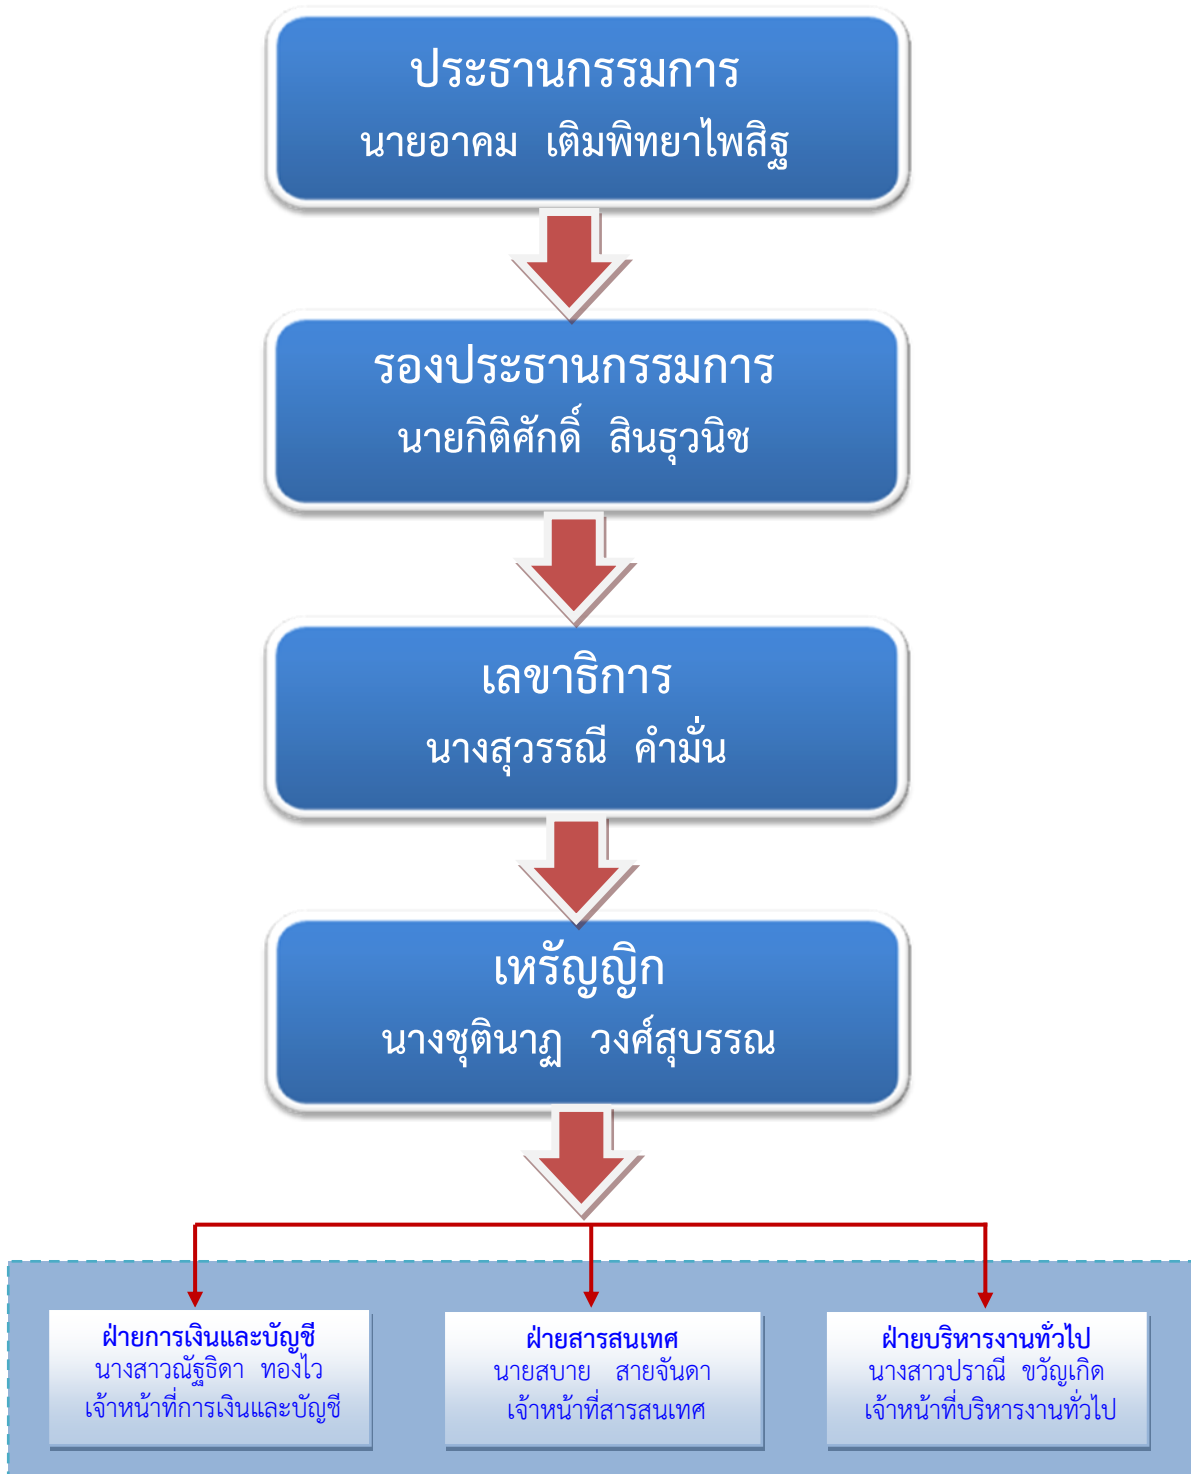 ประธานกรรมการ
นายอาคม เติมพิทยาไพสิฐ
รองประธานกรรมการ
นายกิติศักดิ์ สินธุวนิช
เลขาธิการ
นางสุวรรณี คำมั่น
เหรัญญิก
นางชุตินาฏ วงศ์สุบรรณ
ฝ่ายการเงินและบัญชี
นางสาวณัฐธิดา ทองไว
เจ้าหน้าที่การเงินและบัญชี
ฝ่ายสารสนเทศ
นายสบาย สายจันดา
เจ้าหน้าที่สารสนเทศ
ฝ่ายบริหารงานทั่วไป
นางสาวปราณี ขวัญเกิด
เจ้าหน้าที่บริหารงานทั่วไป